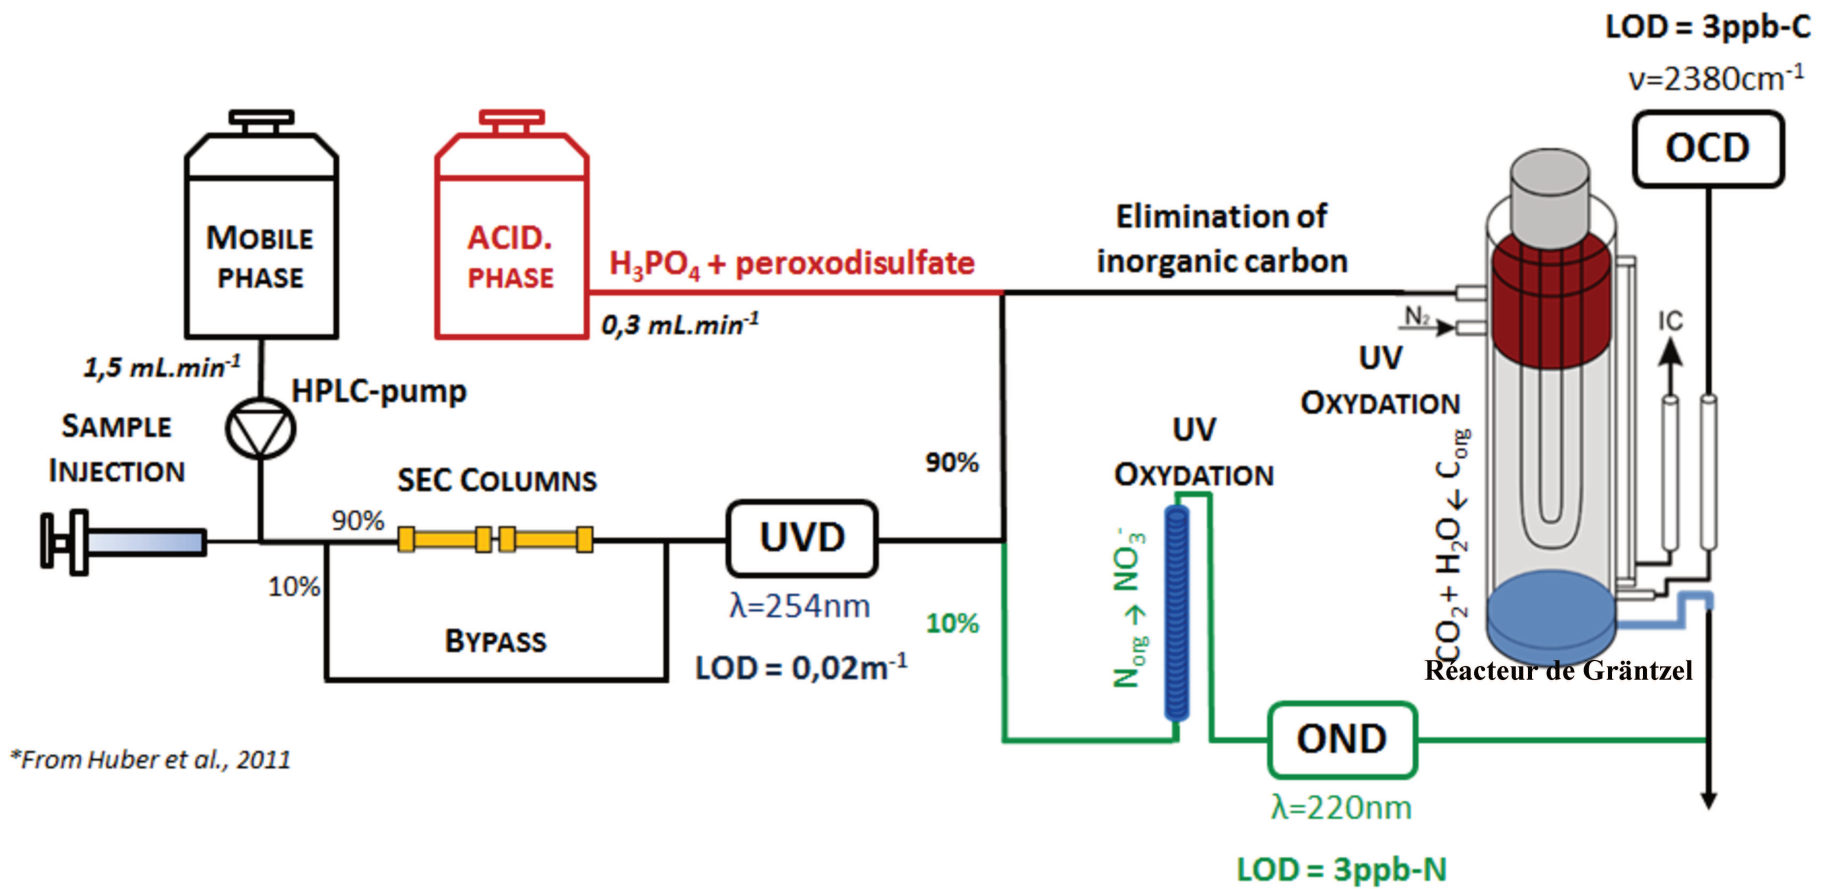 LOD = 3ppb-C
ν=2380cm⁻¹
OCD
MOBILE
PHASE
ACID.
PHASE
H₃PO₄ + peroxodisulfate
0,3 mL.min⁻¹
Elimination of
inorganic carbon
N₂
IC
UV
OXYDATION
CO₂ + H₂O ← C_org
Réacteur de Gräntzel
1,5 mL.min⁻¹
HPLC-pump
SAMPLE
INJECTION
90%
SEC COLUMNS
10%
BYPASS
UVD
λ=254nm
LOD = 0,02m⁻¹
90%
10%
UV
OXYDATION
N_org → NO₃⁻
OND
λ=220nm
LOD = 3ppb-N
*From Huber et al., 2011